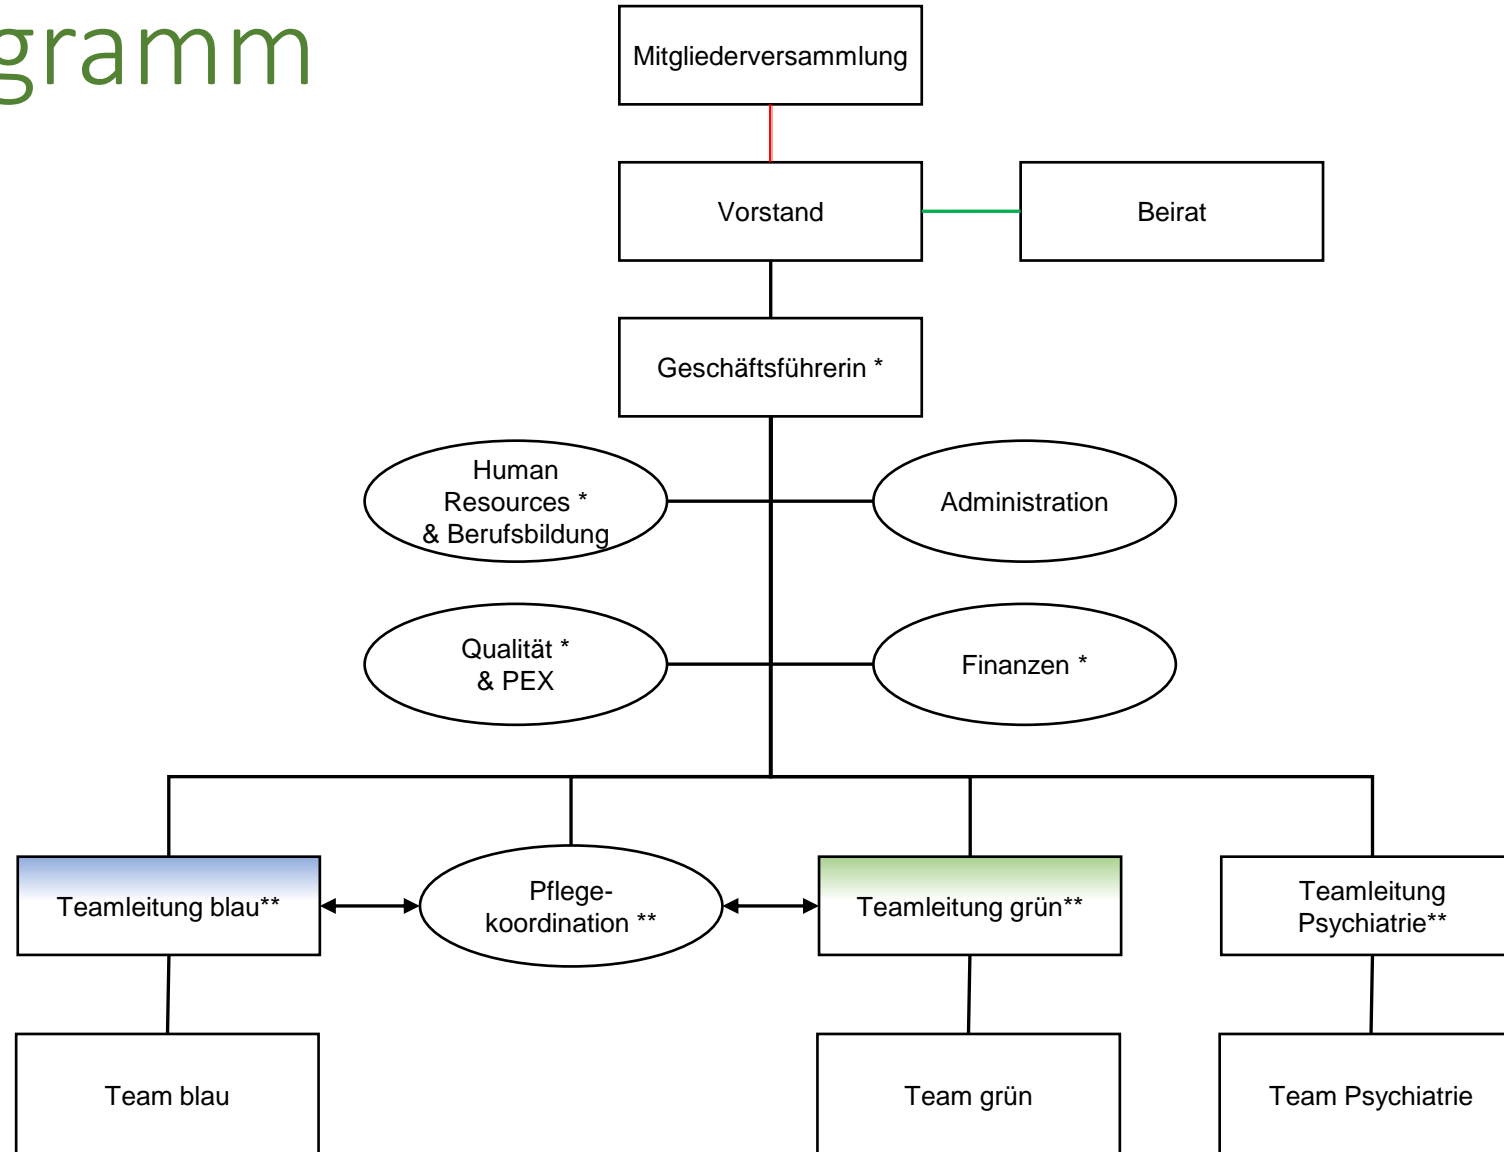 gramm
Mitgliederversammlung
Vorstand
Beirat
Geschäftsführerin *
Human
Resources *
& Berufsbildung
Administration
Qualität *
& PEX
Finanzen *
Teamleitung blau**
Pflege-
koordination **
Teamleitung grün**
Teamleitung
Psychiatrie**
Team blau
Team grün
Team Psychiatrie